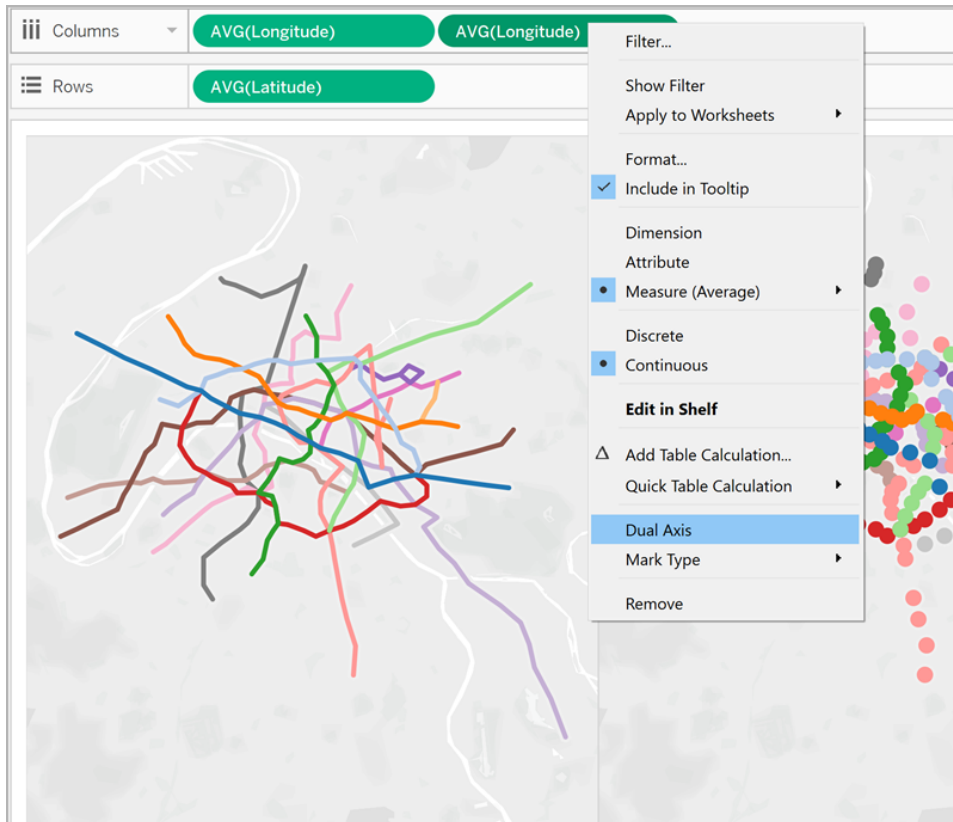 Columns AVG(Longitude) AVG(Longitude)
Rows AVG(Latitude)
Filter...
Show Filter
Apply to Worksheets
Format...
Include in Tooltip
Dimension
Attribute
Measure (Average)
Discrete
Continuous
Edit in Shelf
Add Table Calculation...
Quick Table Calculation
Dual Axis
Mark Type
Remove